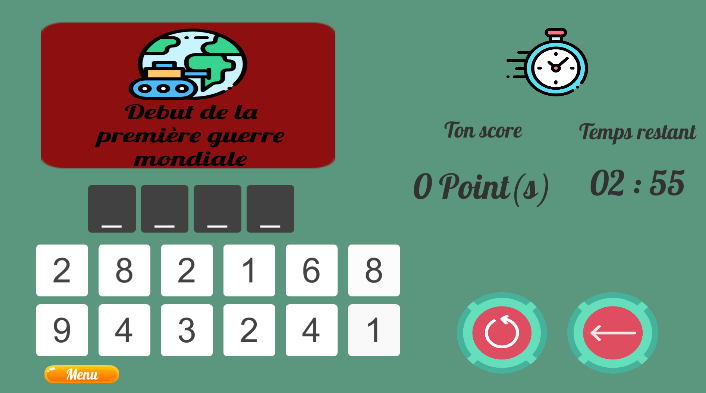 Debut de la
première guerre
mondiale
Ton score
Temps restant
0 Point(s)
02 : 55
_ _ _ _
2 8 2 1 6 8
9 4 3 2 4 1
Menu